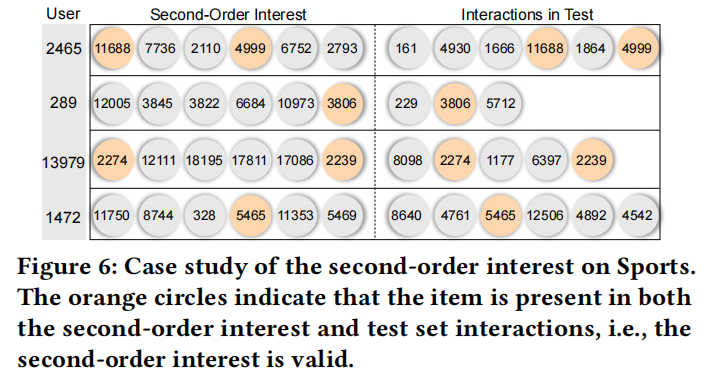 User Second-Order Interest Interactions in Test
2465 11688 7736 2110 4999 6752 2793 161 4930 1666 11688 1864 4999
289 12005 3845 3822 6684 10973 3806 229 3806 5712
13979 2274 12111 18195 17811 17086 2239 8098 2274 1177 6397 2239
1472 11750 8744 328 5465 11353 5469 8640 4761 5465 12506 4892 4542
Figure 6: Case study of the second-order interest on Sports.
The orange circles indicate that the item is present in both
the second-order interest and test set interactions, i.e., the
second-order interest is valid.